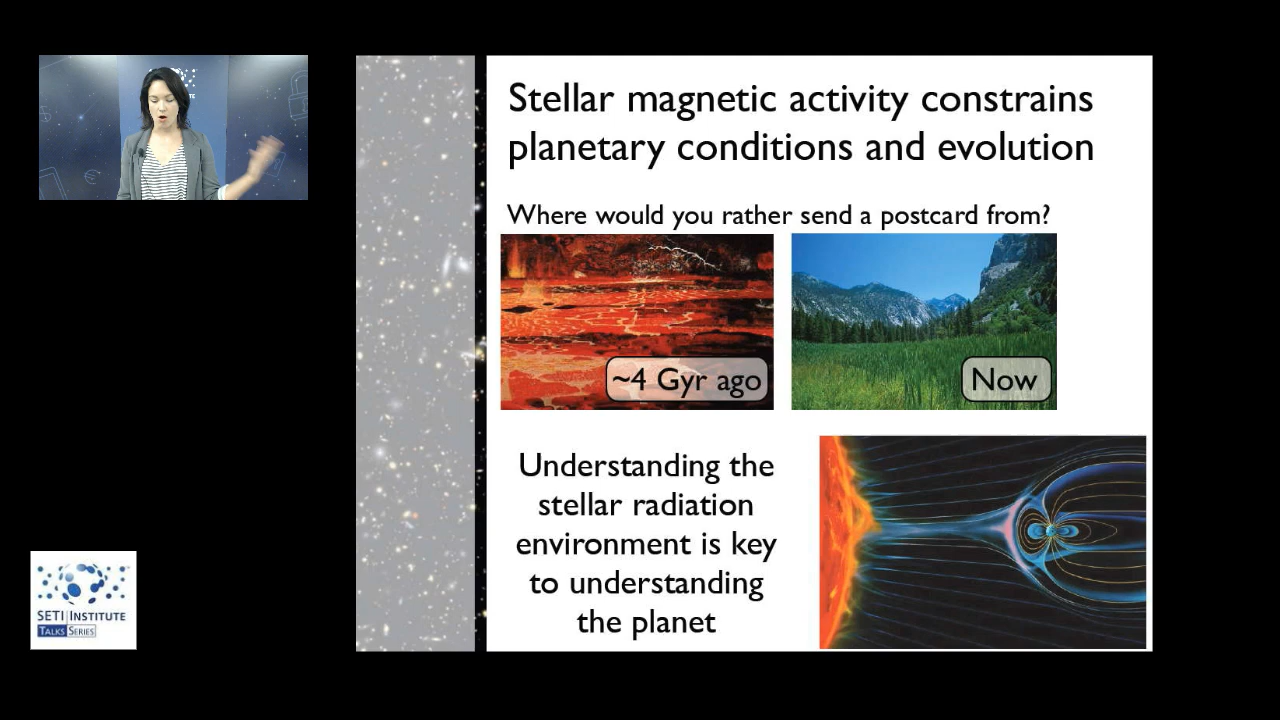 Stellar magnetic activity constrains
planetary conditions and evolution
Where would you rather send a postcard from?
~4 Gyr ago
Now
Understanding the
stellar radiation
environment is key
to understanding
the planet
SETI INSTITUTE
TALKS SERIES